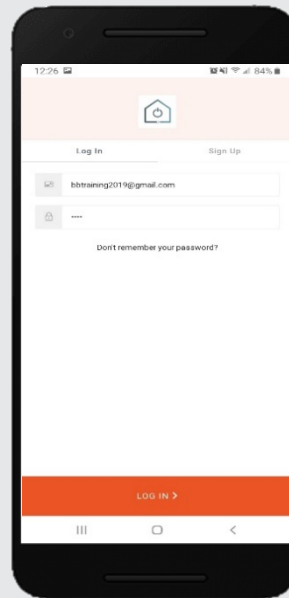 12:26 84%
Log In Sign Up
bbtraining2019@gmail.com
····
Don't remember your password?
LOG IN >